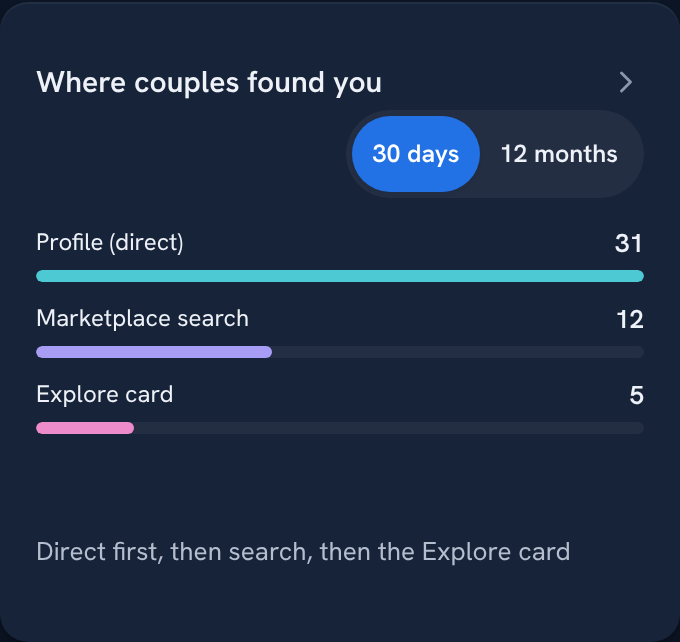 Where couples found you
30 days 12 months
Profile (direct) 31
Marketplace search 12
Explore card 5
Direct first, then search, then the Explore card